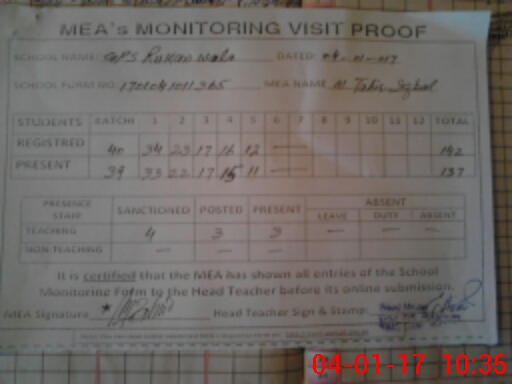 MEA's MONITORING VISIT PROOF
SCHOOL NAME: GPS DATED: 04-01-017
SCHOOL FORM NO: MEA NAME: M Tahir Iqbal
STUDENTS KATCHI 1 2 3 4 5 6 7 8 9 10 11 12 TOTAL
REGISTRED 40 34 23 17 16 12 — 142
PRESENT 39 33 22 17 15 11 — 137
PRESENCE STAFF SANCTIONED POSTED PRESENT ABSENT
LEAVE DUTY ABSENT
TEACHING 4 3 3 — — —
NON-TEACHING — —
It is certified that the MEA has shown all entries of the School
Monitoring Form to the Head Teacher before its online submission.
MEA Signature: Head Teacher Sign & Stamp:
04-01-17 10:35